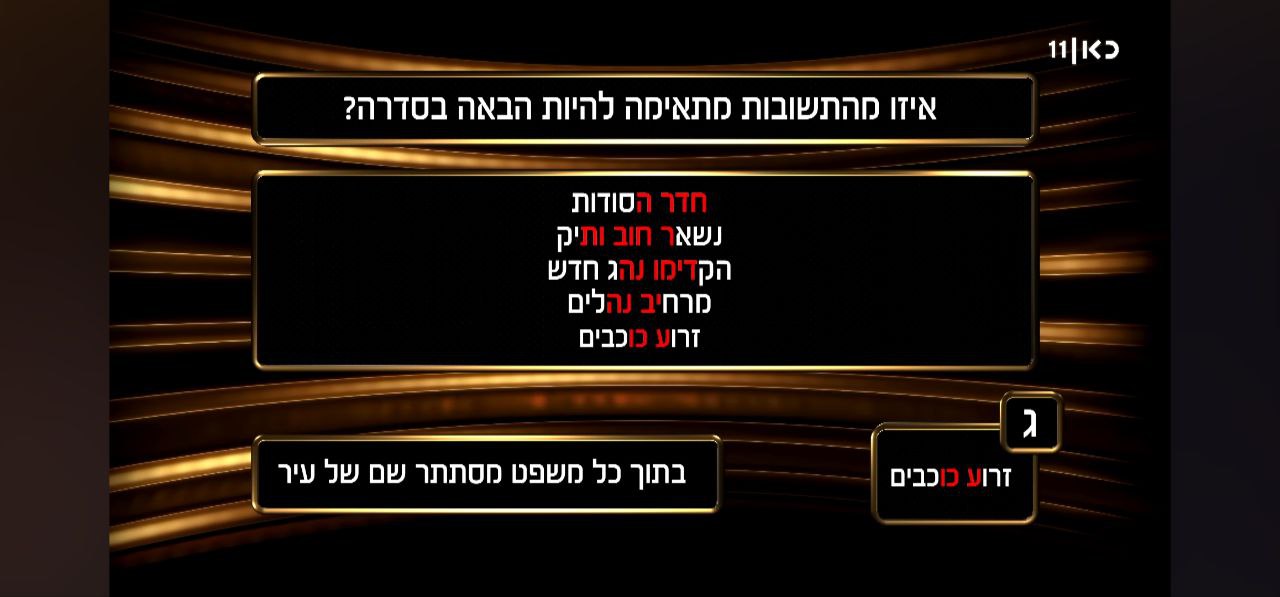 כאן|11
איזו מהתשובות מתאימה להיות הבאה בסדרה?
חדר הסודות
נשאר חוב ותיק
הקדימו נהג חדש
מרחיב נהלים
זרוע כוכבים
ג
זרוע כוכבים
בתוך כל משפט מסתתר שם של עיר